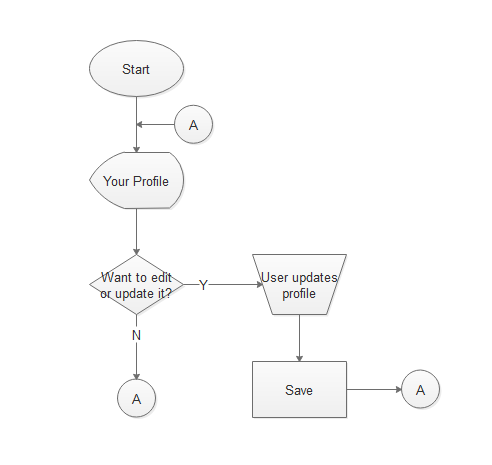 Start
A
Your Profile
Want to edit
or update it?
Y
User updates
profile
N
A
Save
A